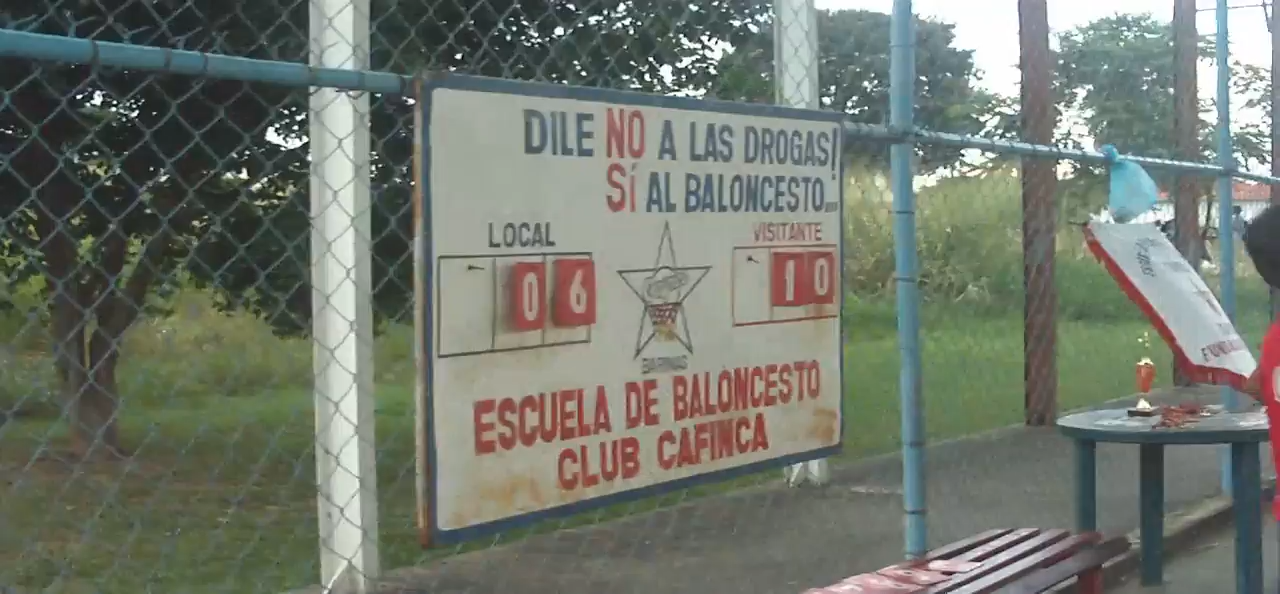 DILE NO A LAS DROGAS!
SÍ AL BALONCESTO...
LOCAL
VISITANTE
06
10
BARINAS
ESCUELA DE BALONCESTO
CLUB CAFINCA